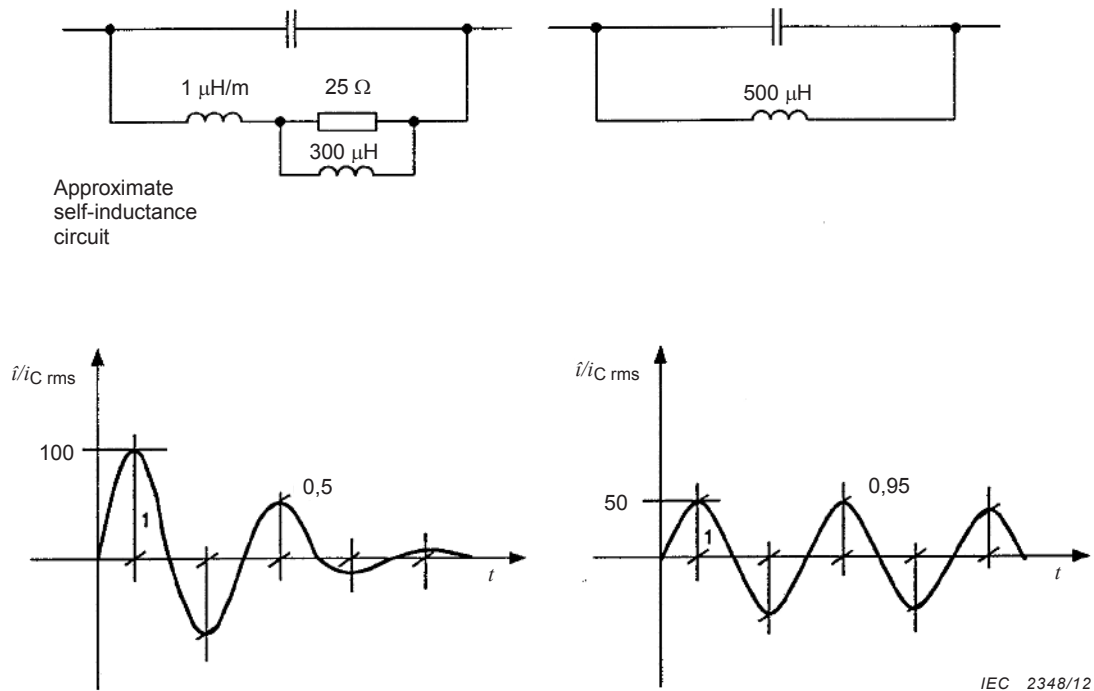 1 μH/m
25 Ω
300 μH
Approximate
self-inductance
circuit
500 μH
î/iC rms
100
1
0,5
t
î/iC rms
50
1
0,95
t
IEC 2348/12